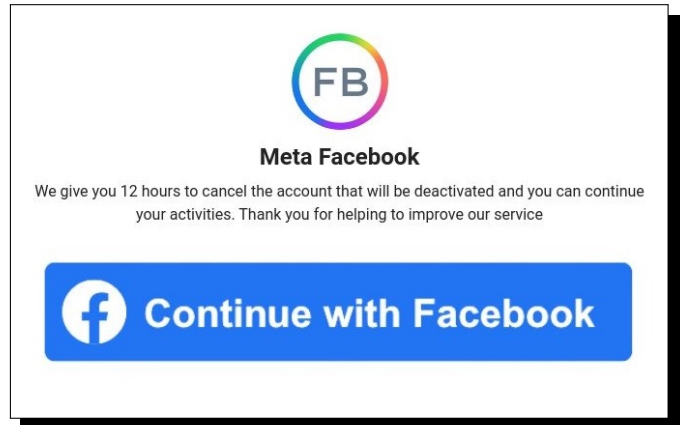 FB
Meta Facebook
We give you 12 hours to cancel the account that will be deactivated and you can continue
your activities. Thank you for helping to improve our service
f Continue with Facebook